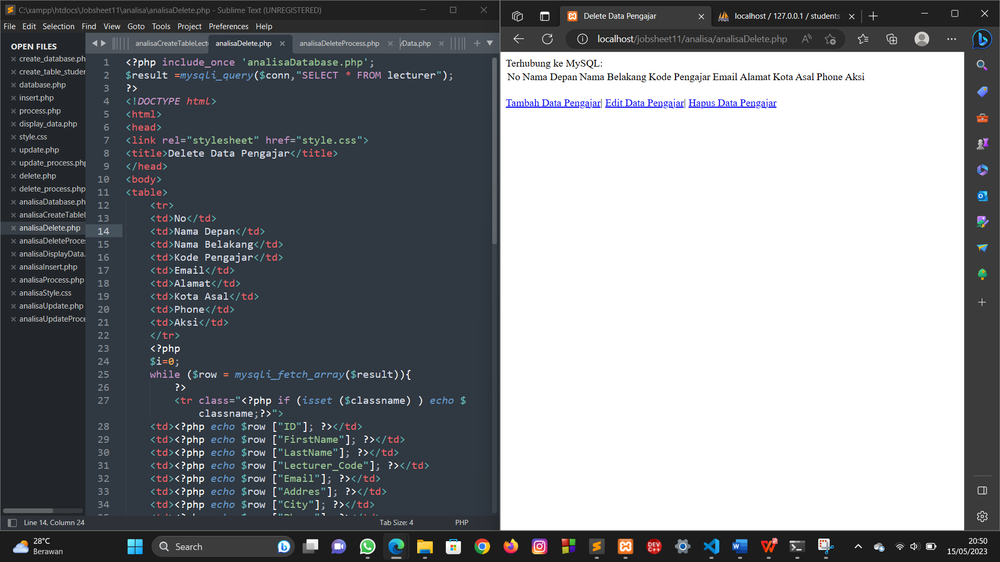 C:\xampp\htdocs\Jobsheet11\analisa\analisaDelete.php - Sublime Text (UNREGISTERED)
File Edit Selection Find View Goto Tools Project Preferences Help
OPEN FILES
create_database.ph
create_table_studer
database.php
insert.php
process.php
display_data.php
style.css
update.php
update_process.php
delete.php
delete_process.php
analisaDatabase.ph
analisaCreateTableL
analisaDelete.php
analisaDeleteProces
analisaDisplayData.
analisaInsert.php
analisaProcess.php
analisaStyle.css
analisaUpdate.php
analisaUpdateProce
analisaCreateTableLectu
analisaDelete.php
analisaDeleteProcess.php
yData.php
1 <?php include_once 'analisaDatabase.php';
2 $result =mysqli_query($conn,"SELECT * FROM lecturer");
3 ?>
4 <!DOCTYPE html>
5 <html>
6 <head>
7 <link rel="stylesheet" href="style.css">
8 <title>Delete Data Pengajar</title>
9 </head>
10 <body>
11 <table>
12 <tr>
13 <td>No</td>
14 <td>Nama Depan</td>
15 <td>Nama Belakang</td>
16 <td>Kode Pengajar</td>
17 <td>Email</td>
18 <td>Alamat</td>
19 <td>Kota Asal</td>
20 <td>Phone</td>
21 <td>Aksi</td>
22 </tr>
23 <?php
24 $i=0;
25 while ($row = mysqli_fetch_array($result)){
26 ?>
27 <tr class="<?php if (isset ($classname) ) echo $
classname;?>">
28 <td><?php echo $row ["ID"]; ?></td>
29 <td><?php echo $row ["FirstName"]; ?></td>
30 <td><?php echo $row ["LastName"]; ?></td>
31 <td><?php echo $row ["Lecturer_Code"]; ?></td>
32 <td><?php echo $row ["Email"]; ?></td>
33 <td><?php echo $row ["Addres"]; ?></td>
34 <td><?php echo $row ["City"]; ?></td>
Line 14, Column 24
Tab Size: 4
PHP
Delete Data Pengajar
localhost / 127.0.0.1 / students
localhost/jobsheet11/analisa/analisaDelete.php
Terhubung ke MySQL:
No Nama Depan Nama Belakang Kode Pengajar Email Alamat Kota Asal Phone Aksi
Tambah Data Pengajar| Edit Data Pengajar| Hapus Data Pengajar
28°C
Berawan
Search
DEV
C++
20:50
15/05/2023